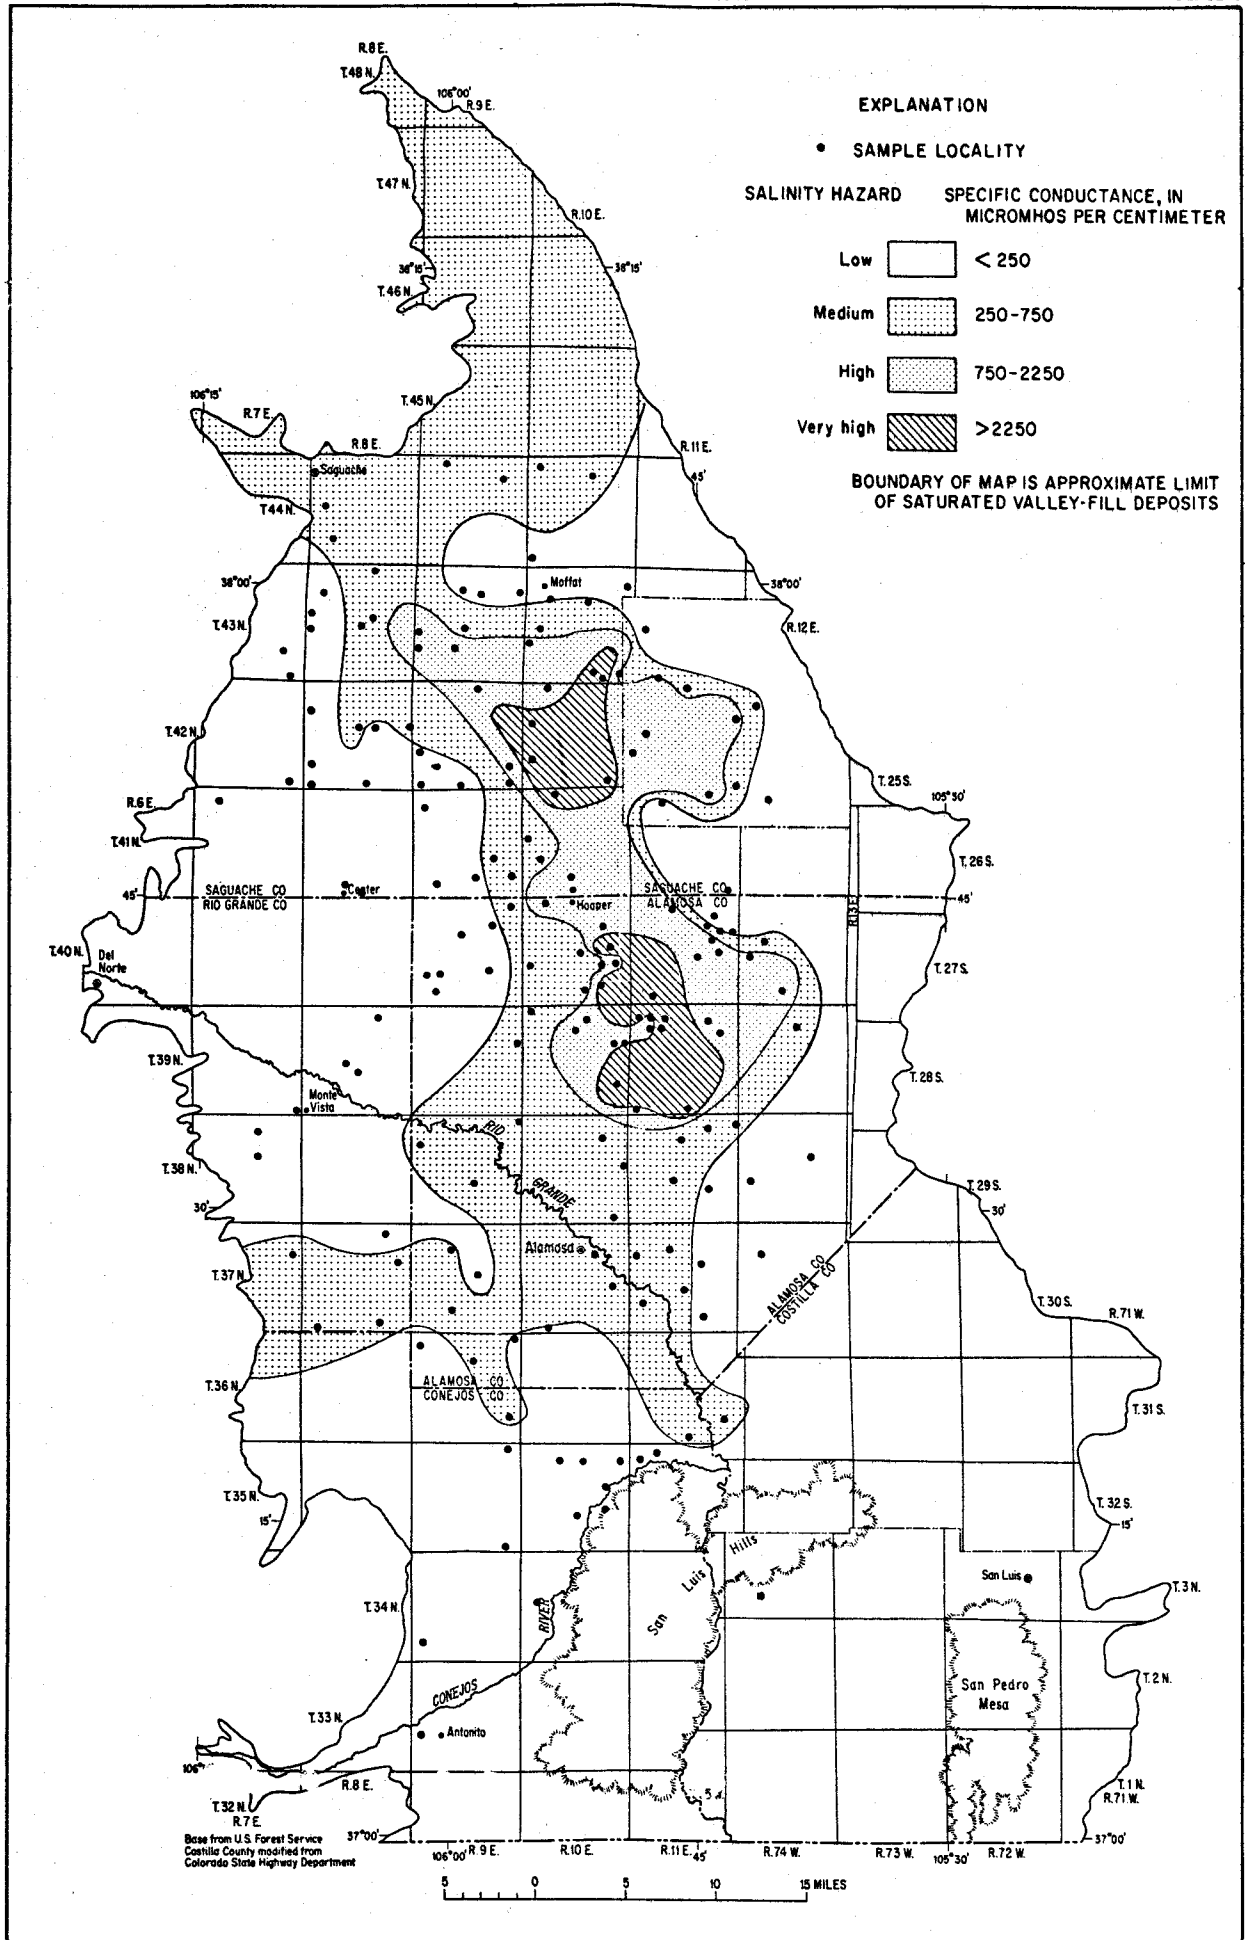 R.8 E.
T.48 N.
106°00'
R.9 E.
EXPLANATION
SAMPLE LOCALITY
T.47 N.
SALINITY HAZARD
SPECIFIC CONDUCTANCE, IN
MICROMHOS PER CENTIMETER
R.10 E.
Low
< 250
38°15'
38°15'
T.46 N.
Medium
250-750
High
750-2250
106°15'
T.45 N.
R.7 E.
Very high
>2250
R.8 E.
R.11 E.
Saguache
45'
BOUNDARY OF MAP IS APPROXIMATE LIMIT
OF SATURATED VALLEY-FILL DEPOSITS
T.44 N.
38°00'
Moffat
38°00'
T.43 N.
R.12 E.
T.42 N.
T.25 S.
R.6 E.
105°30'
T.41 N.
T.26 S.
45'
SAGUACHE CO
RIO GRANDE CO
Center
SAGUACHE CO
ALAMOSA CO
45'
Hooper
R.13 E.
T.40 N.
Del
Norte
T.27 S.
T.39 N.
T.28 S.
Monte
Vista
RIO
T.38 N.
GRANDE
T.29 S.
30'
30'
Alamosa
T.37 N.
ALAMOSA CO
COSTILLA CO
T.30 S.
R.71 W.
T.36 N.
ALAMOSA CO
CONEJOS CO
T.31 S.
T.35 N.
15'
T.32 S.
15'
Hills
Luis
San
San Luis
T.3 N.
T.34 N.
RIVER
T.2 N.
San Pedro
Mesa
CONEJOS
T.33 N.
Antonito
106°
R.8 E.
T.1 N.
R.71 W.
T.32 N.
R.7 E.
37°00'
37°00'
Base from U.S. Forest Service
Costilla County modified from
Colorado State Highway Department
106°00'
R.9 E.
R.10 E.
R.11 E.
45'
R.74 W.
R.73 W.
105°30'
R.72 W.
5 0 5 10 15 MILES